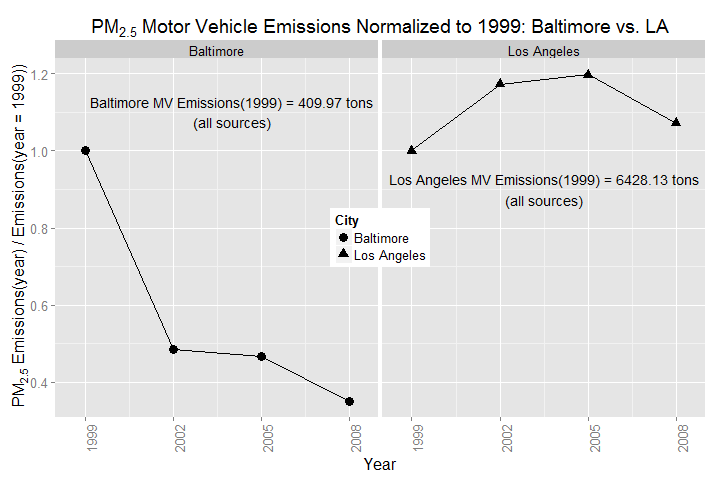 PM2.5 Motor Vehicle Emissions Normalized to 1999: Baltimore vs. LA
Baltimore
Los Angeles
PM2.5 Emissions(year) / Emissions(year = 1999))
1.2
1.0
0.8
0.6
0.4
Baltimore MV Emissions(1999) = 409.97 tons
(all sources)
Los Angeles MV Emissions(1999) = 6428.13 tons
(all sources)
City
Baltimore
Los Angeles
1999
2002
2005
2008
1999
2002
2005
2008
Year